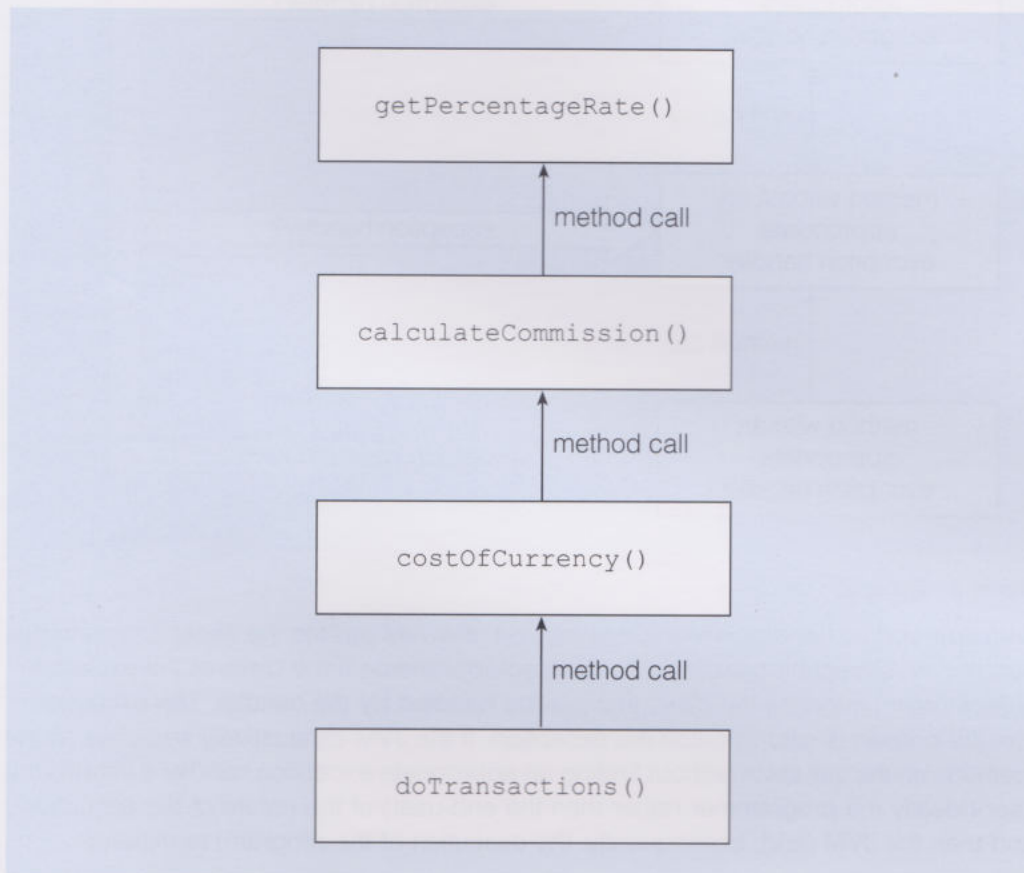 getPercentageRate()
method call
calculateCommission()
method call
costOfCurrency()
method call
doTransactions()